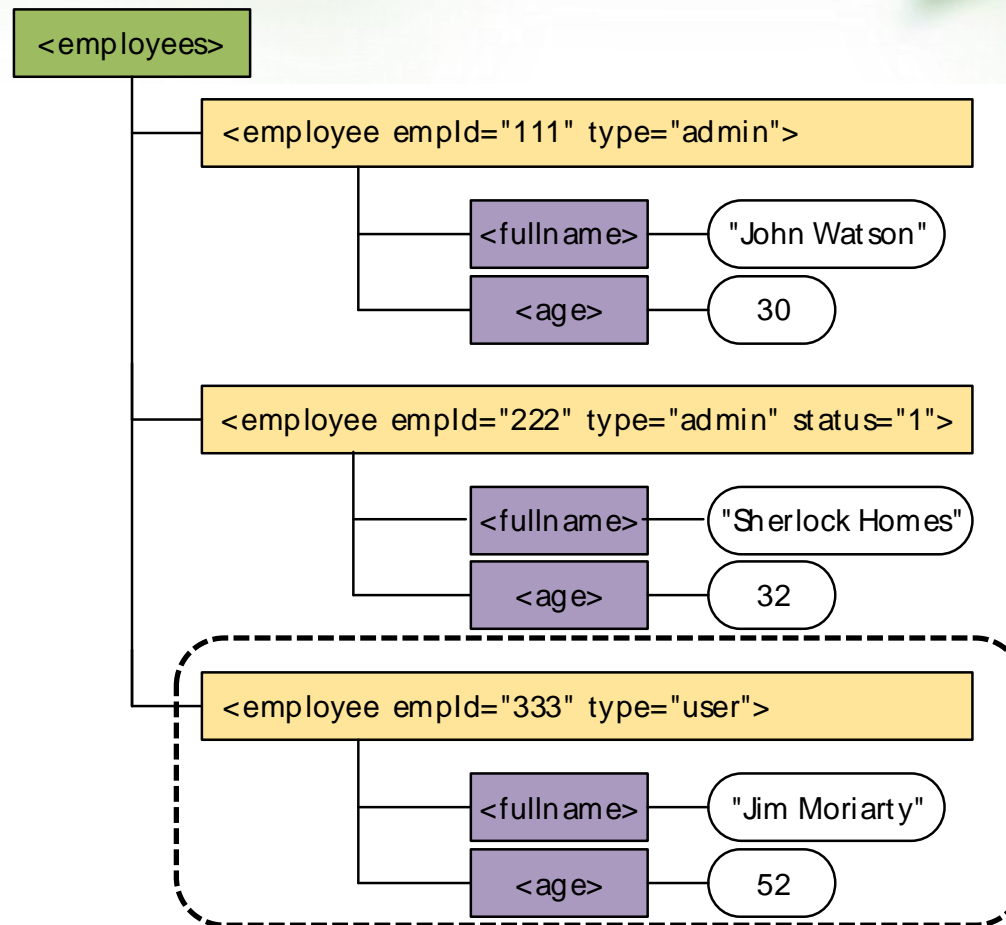 <employees>
<employee empId="111" type="admin">
<fullname> "John Watson"
<age> 30
<employee empId="222" type="admin" status="1">
<fullname> "Sherlock Homes"
<age> 32
<employee empId="333" type="user">
<fullname> "Jim Moriarty"
<age> 52